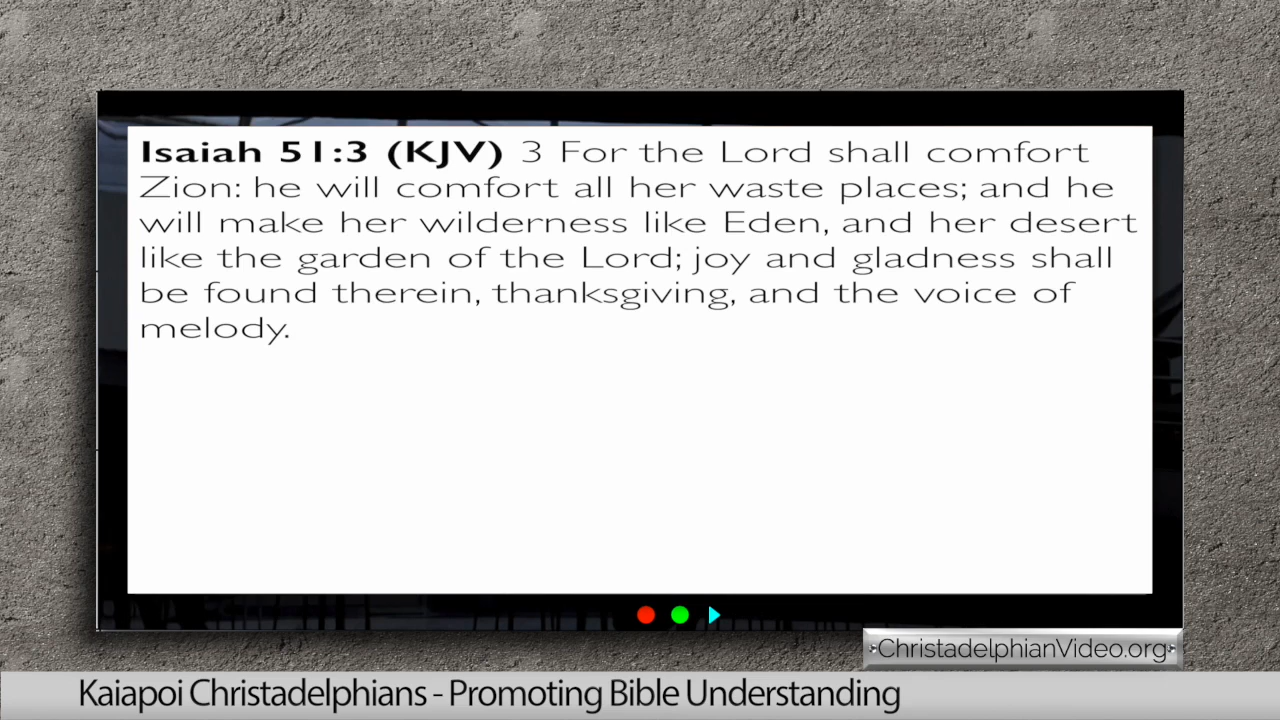 Isaiah 51:3 (KJV) 3 For the Lord shall comfort
Zion: he will comfort all her waste places; and he
will make her wilderness like Eden, and her desert
like the garden of the Lord; joy and gladness shall
be found therein, thanksgiving, and the voice of
melody.
ChristadelphianVideo.org
Kaiapoi Christadelphians - Promoting Bible Understanding